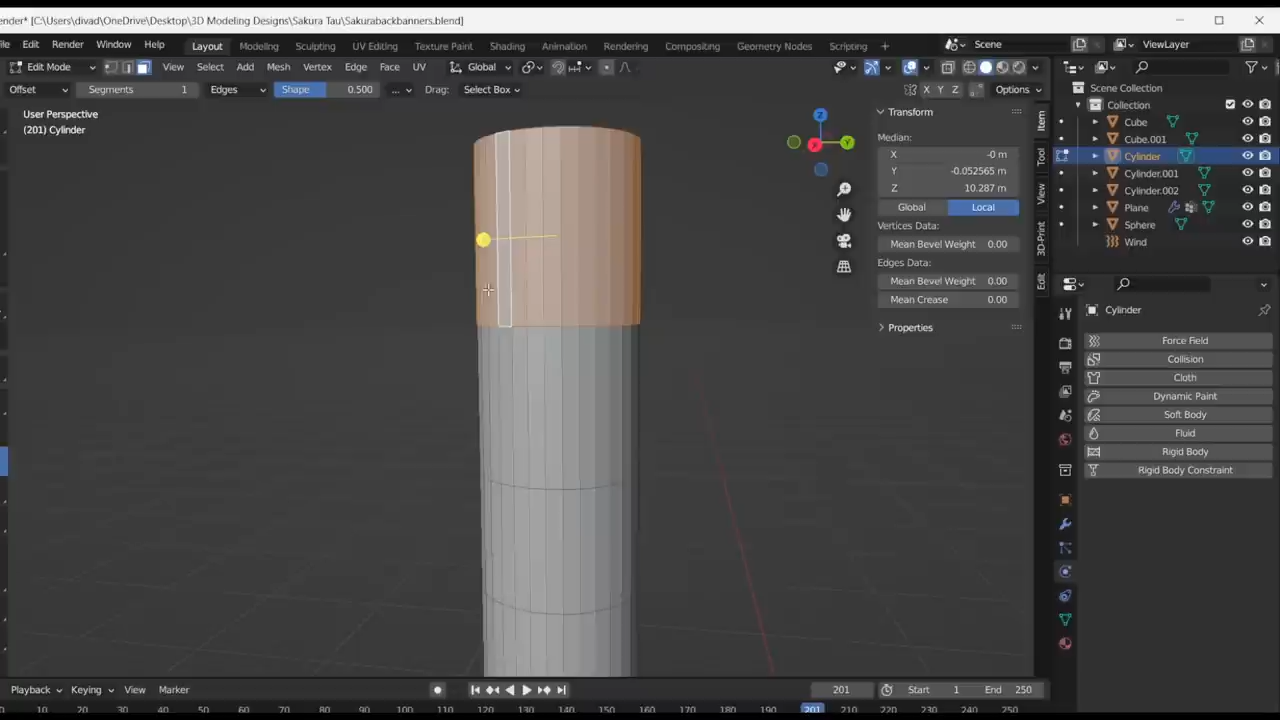 ender* [C:\Users\divad\OneDrive\Desktop\3D Modeling Designs\Sakura Tau\Sakurabackbanners.blend]
ile Edit Render Window Help Layout Modeling Sculpting UV Editing Texture Paint Shading Animation Rendering Compositing Geometry Nodes Scripting + Scene ViewLayer
Edit Mode View Select Add Mesh Vertex Edge Face UV Global
Offset Segments 1 Edges Shape 0.500 ... Drag: Select Box X Y Z Options
Scene Collection
Collection
Cube
Cube.001
Cylinder
Cylinder.001
Cylinder.002
Plane
Sphere
Wind
User Perspective
(201) Cylinder
Z
Y
X
Transform
Median:
X -0 m
Y -0.052565 m
Z 10.287 m
Global Local
Vertices Data:
Mean Bevel Weight 0.00
Edges Data:
Mean Bevel Weight 0.00
Mean Crease 0.00
Properties
Item
Tool
View
3D-Print
Edit
Cylinder
Force Field
Collision
Cloth
Dynamic Paint
Soft Body
Fluid
Rigid Body
Rigid Body Constraint
Playback Keying View Marker 201 Start 1 End 250
0 10 20 30 40 50 60 70 80 90 100 110 120 130 140 150 160 170 180 190 201 210 220 230 240 250